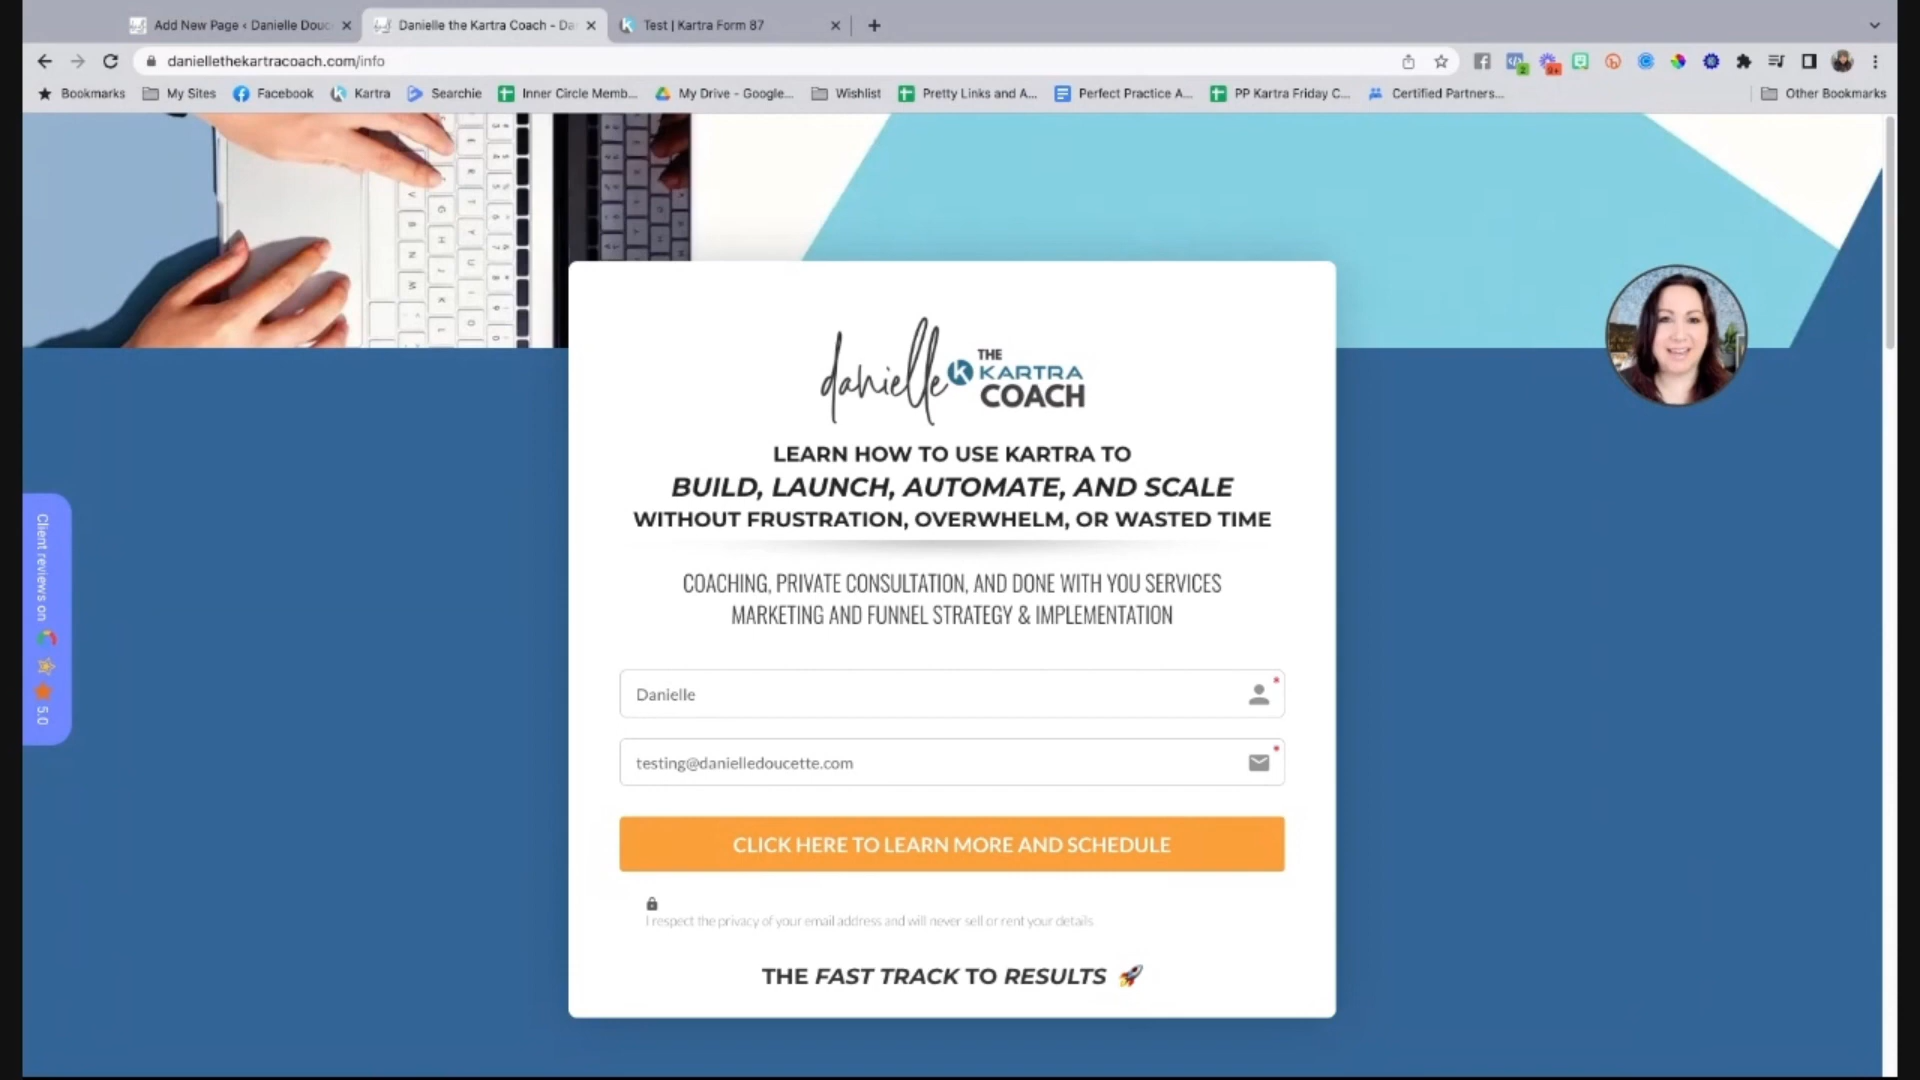 Add New Page ‹ Danielle Douc
Danielle the Kartra Coach - Da
Test | Kartra Form 87
daniellethekartracoach.com/info
2
9+
Bookmarks
My Sites
Facebook
Kartra
Searchie
Inner Circle Memb...
My Drive - Google...
Wishlist
Pretty Links and A...
Perfect Practice A...
PP Kartra Friday C...
Certified Partners...
Other Bookmarks
danielle THE KARTRA COACH
LEARN HOW TO USE KARTRA TO
BUILD, LAUNCH, AUTOMATE, AND SCALE
WITHOUT FRUSTRATION, OVERWHELM, OR WASTED TIME
COACHING, PRIVATE CONSULTATION, AND DONE WITH YOU SERVICES
MARKETING AND FUNNEL STRATEGY & IMPLEMENTATION
Client reviews on
5.0
Danielle
testing@danielledoucette.com
CLICK HERE TO LEARN MORE AND SCHEDULE
I respect the privacy of your email address and will never sell or rent your details
THE FAST TRACK TO RESULTS 🚀